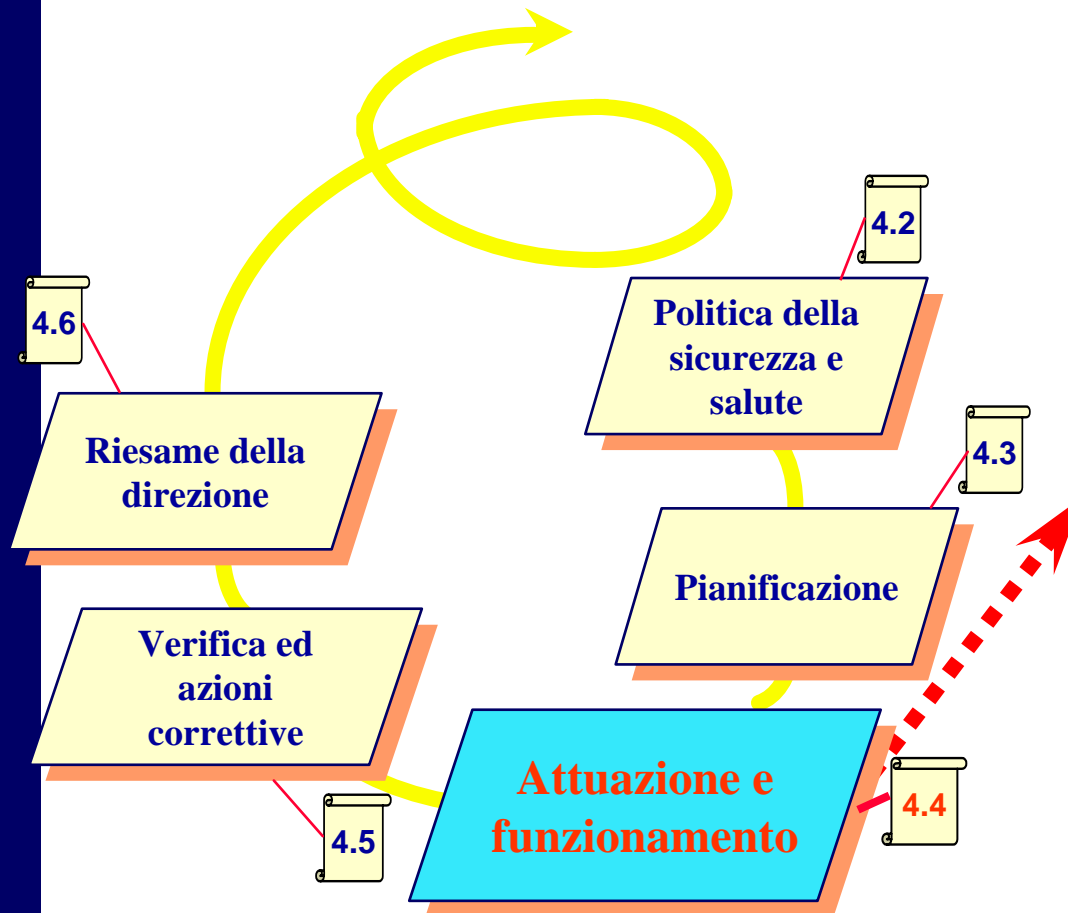 4.2
Politica della
sicurezza e
salute
4.3
Pianificazione
4.4
Attuazione e
funzionamento
4.5
Verifica ed
azioni
correttive
4.6
Riesame della
direzione